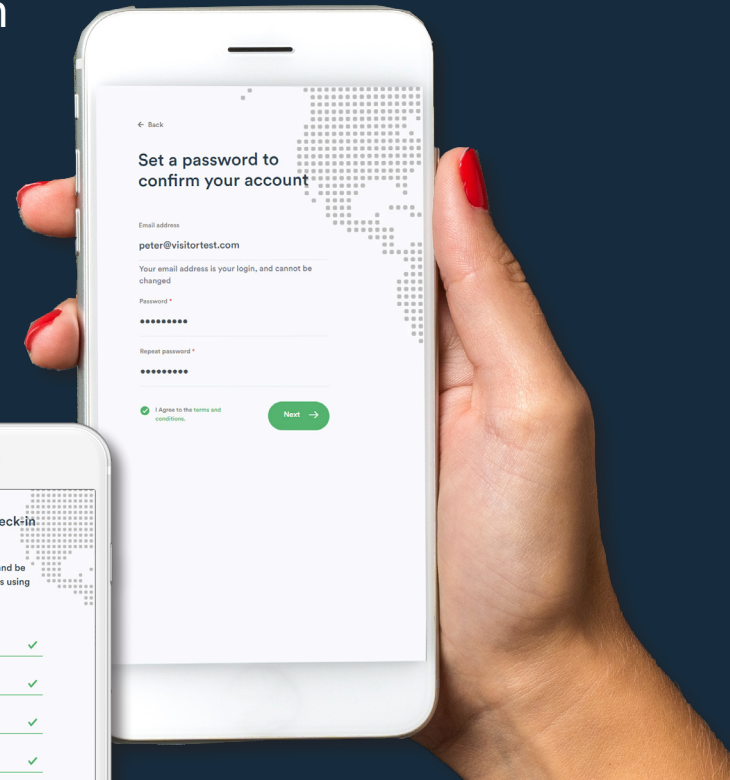 n
← Back
Set a password to
confirm your account
Email address
peter@visitortest.com
Your email address is your login, and cannot be
changed
Password *
•••••••••
Repeat password *
•••••••••
I Agree to the terms and
conditions.
Next →
eck-in
nd be
s using